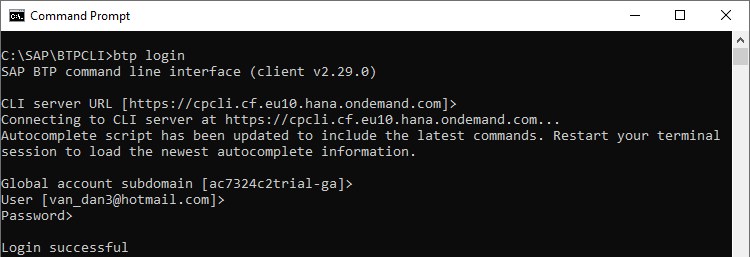 Command Prompt
C:\SAP\BTPCLI>btp login
SAP BTP command line interface (client v2.29.0)
CLI server URL [https://cpcli.cf.eu10.hana.ondemand.com]>
Connecting to CLI server at https://cpcli.cf.eu10.hana.ondemand.com...
Autocomplete script has been updated to include the latest commands. Restart your terminal
session to load the newest autocomplete information.
Global account subdomain [ac7324c2trial-ga]>
User [van_dan3@hotmail.com]>
Password>
Login successful